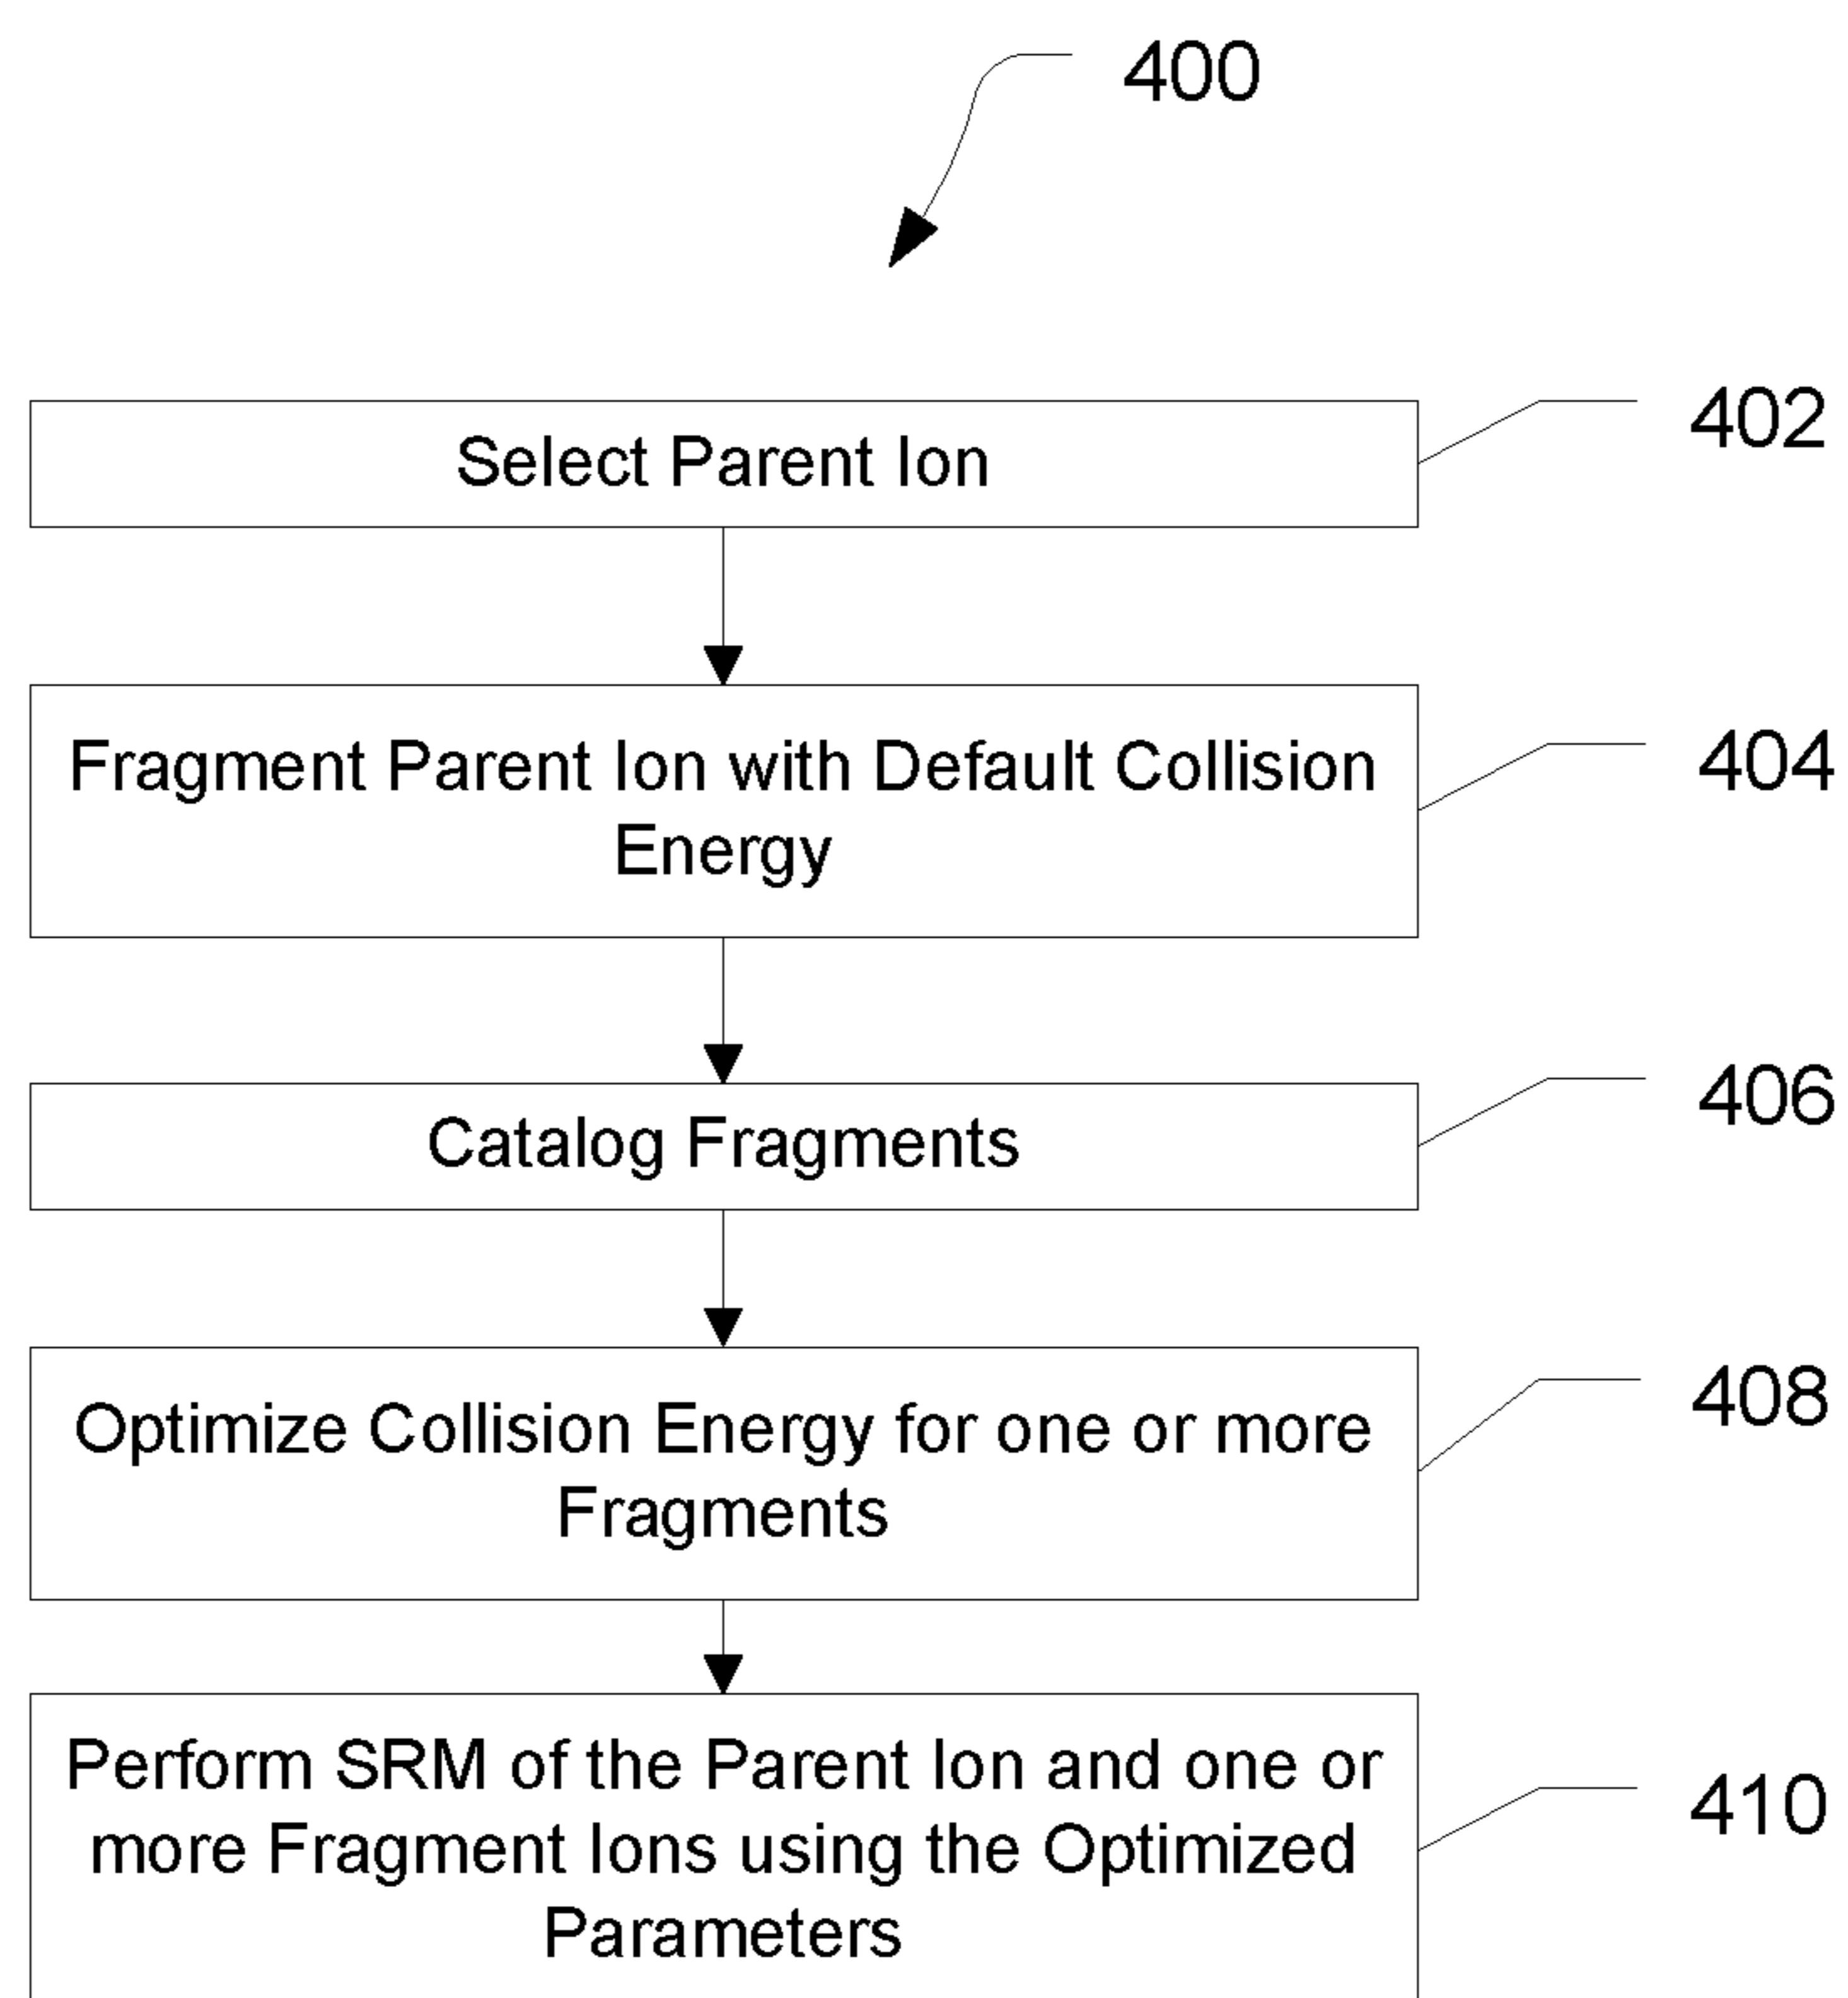 400
Select Parent Ion
402
Fragment Parent Ion with Default Collision
Energy
404
Catalog Fragments
406
Optimize Collision Energy for one or more
Fragments
408
Perform SRM of the Parent Ion and one or
more Fragment Ions using the Optimized
Parameters
410